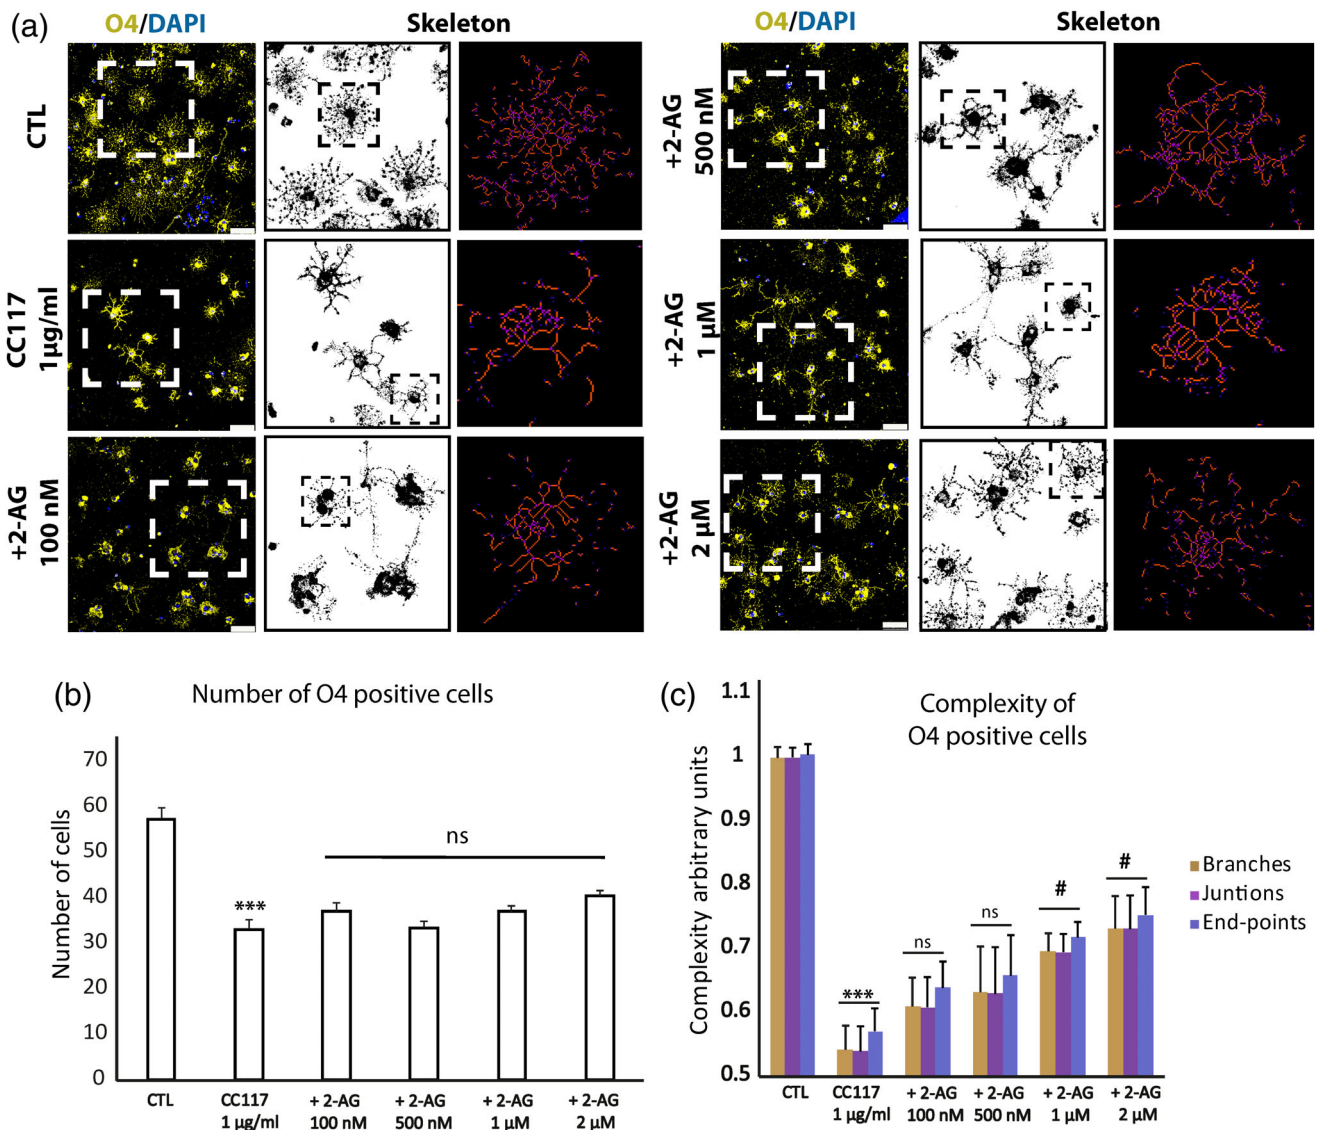 (a)
O4/DAPI
Skeleton
CTL
CC117
1µg/ml
+2-AG
100 nM
O4/DAPI
Skeleton
+2-AG
500 nM
+2-AG
1 µM
+2-AG
2 µM
(b)
Number of O4 positive cells
Number of cells
70
60
50
40
30
20
10
0
***
ns
CTL
CC117
1 µg/ml
+ 2-AG
100 nM
+ 2-AG
500 nM
+ 2-AG
1 µM
+ 2-AG
2 µM
(c)
Complexity of
O4 positive cells
Complexity arbitrary units
1.1
1
0.9
0.8
0.7
0.6
0.5
***
ns
ns
#
#
Branches
Juntions
End-points
CTL
CC117
1 µg/ml
+ 2-AG
100 nM
+ 2-AG
500 nM
+ 2-AG
1 µM
+ 2-AG
2 µM